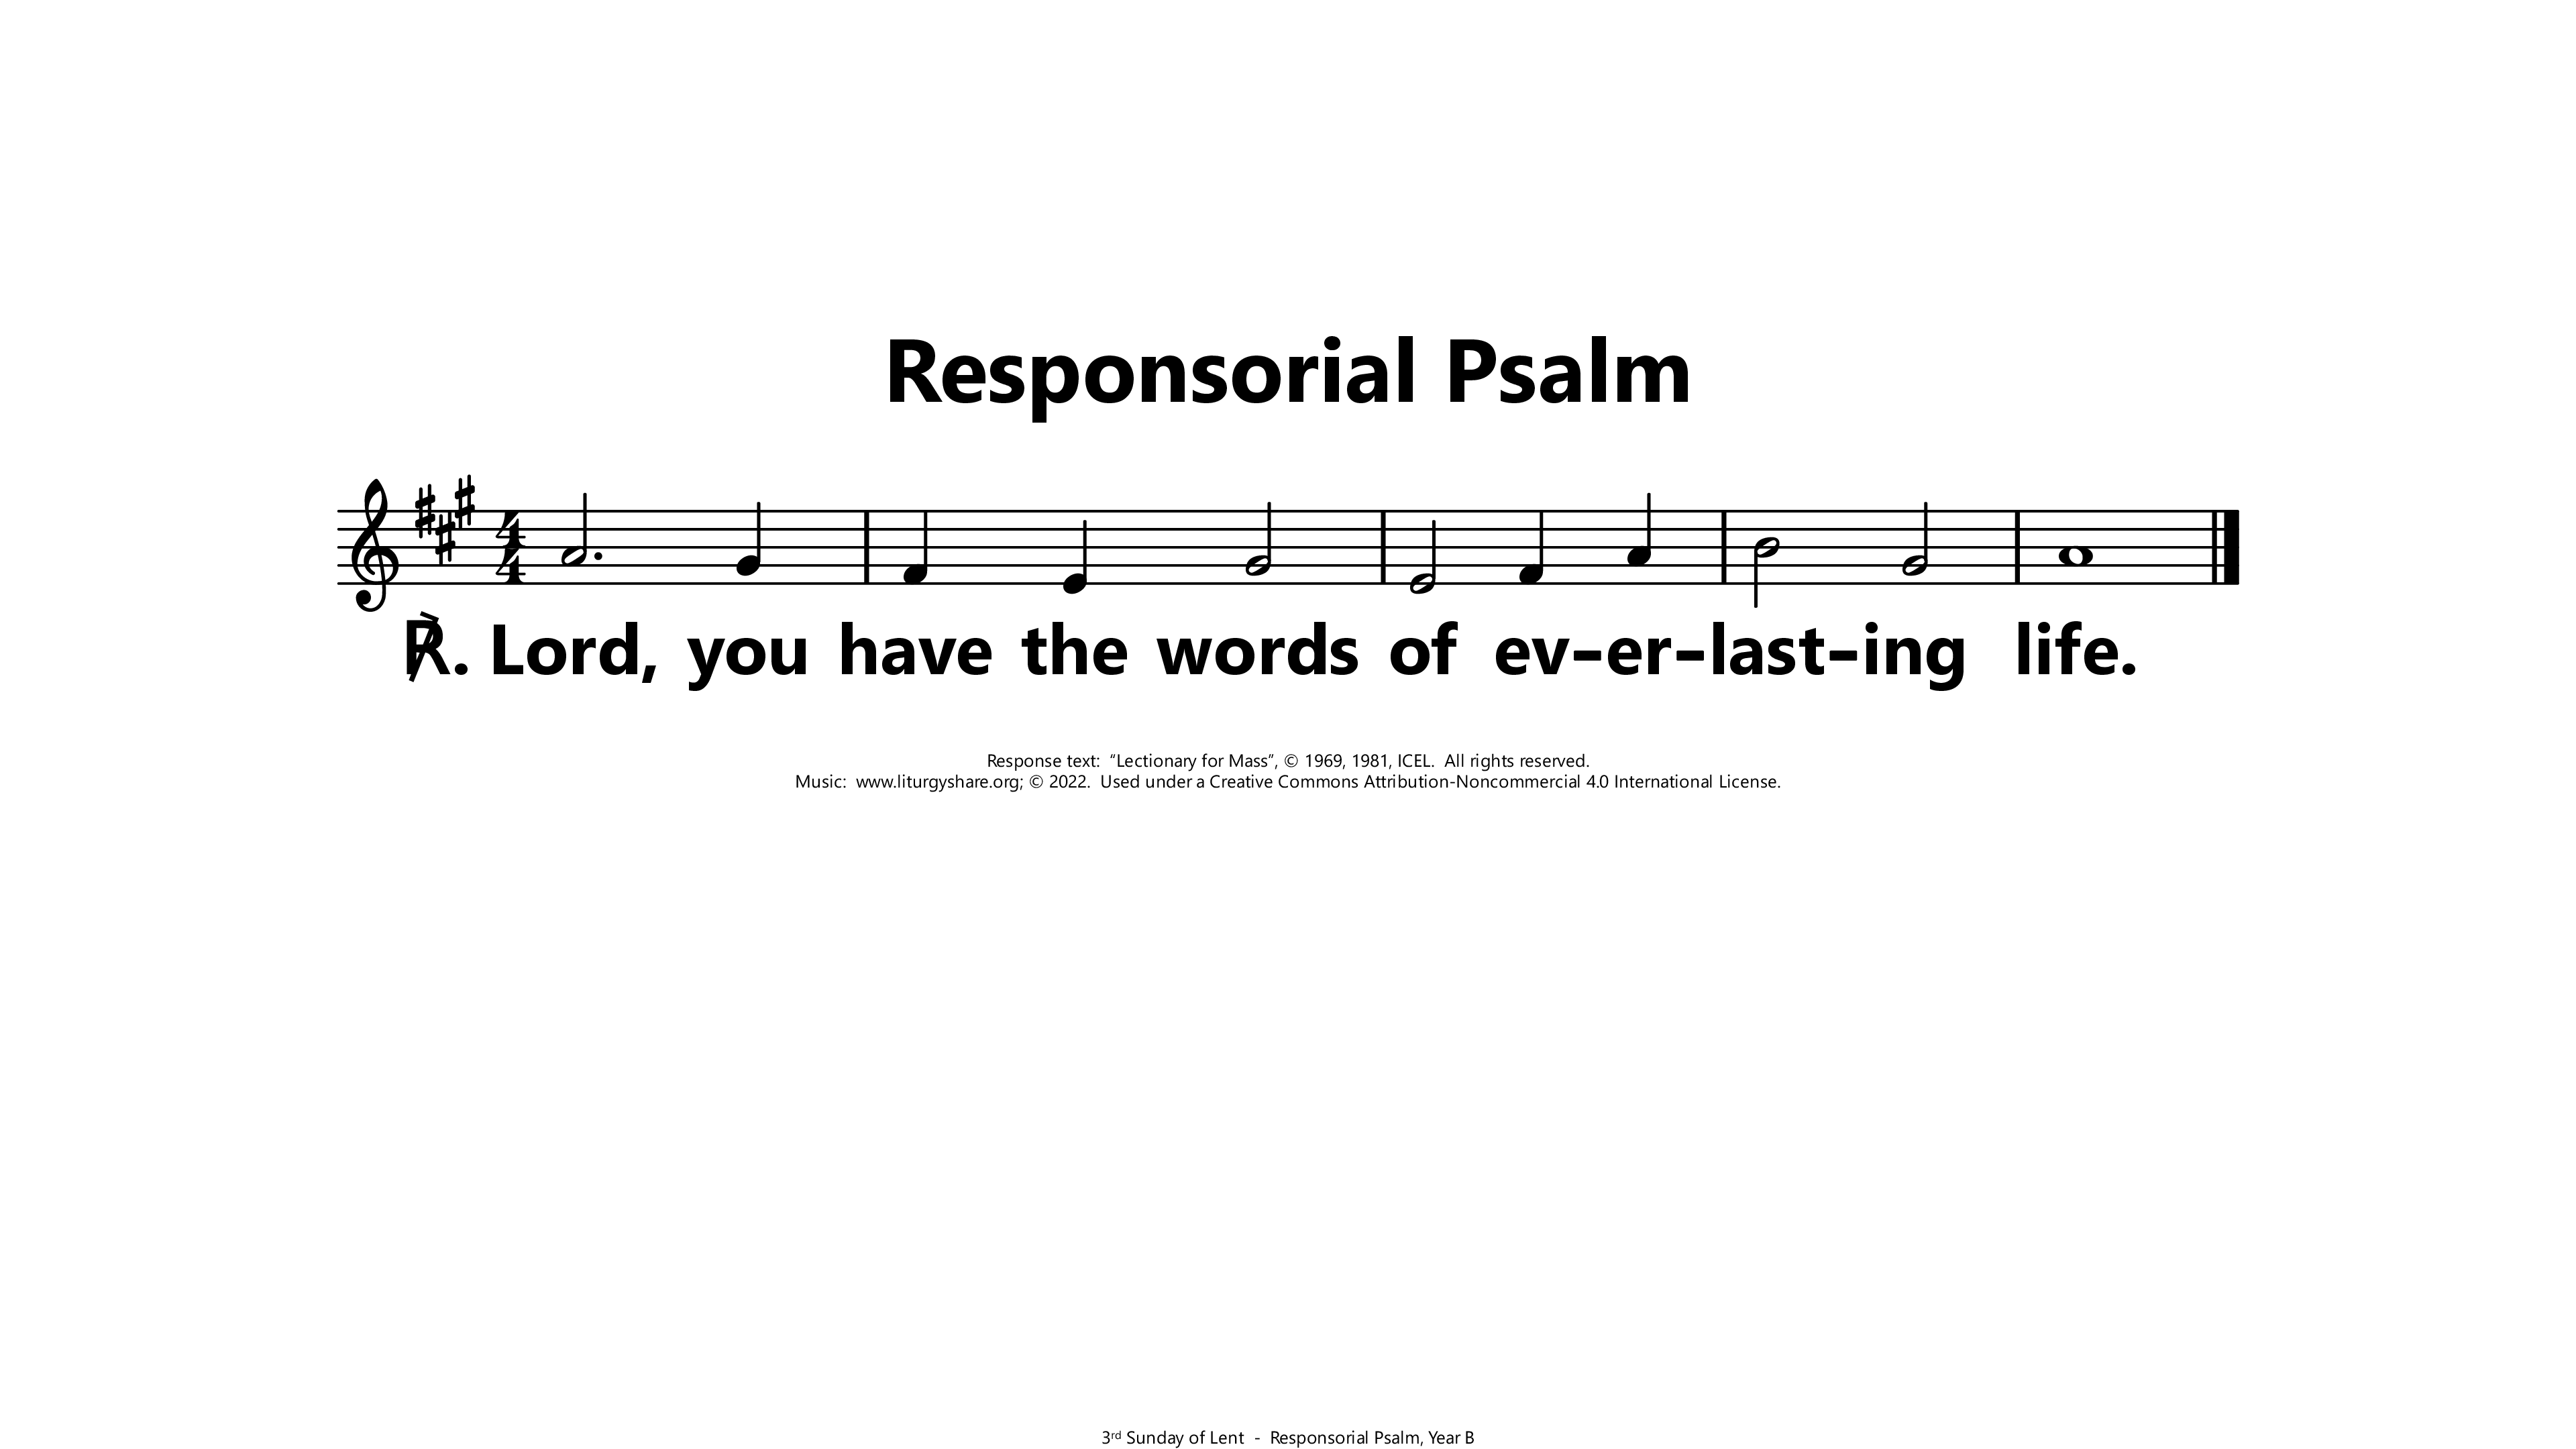 Responsorial Psalm
4
4
℟. Lord, you have the words of ev-er-last-ing life.
Response text: “Lectionary for Mass”, © 1969, 1981, ICEL. All rights reserved.
Music: www.liturgyshare.org; © 2022. Used under a Creative Commons Attribution-Noncommercial 4.0 International License.
3rd Sunday of Lent - Responsorial Psalm, Year B